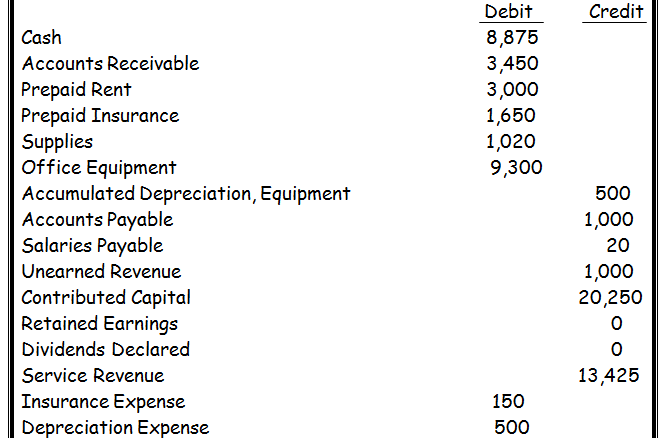 Debit Credit
Cash 8,875
Accounts Receivable 3,450
Prepaid Rent 3,000
Prepaid Insurance 1,650
Supplies 1,020
Office Equipment 9,300
Accumulated Depreciation, Equipment 500
Accounts Payable 1,000
Salaries Payable 20
Unearned Revenue 1,000
Contributed Capital 20,250
Retained Earnings 0
Dividends Declared 0
Service Revenue 13,425
Insurance Expense 150
Depreciation Expense 500